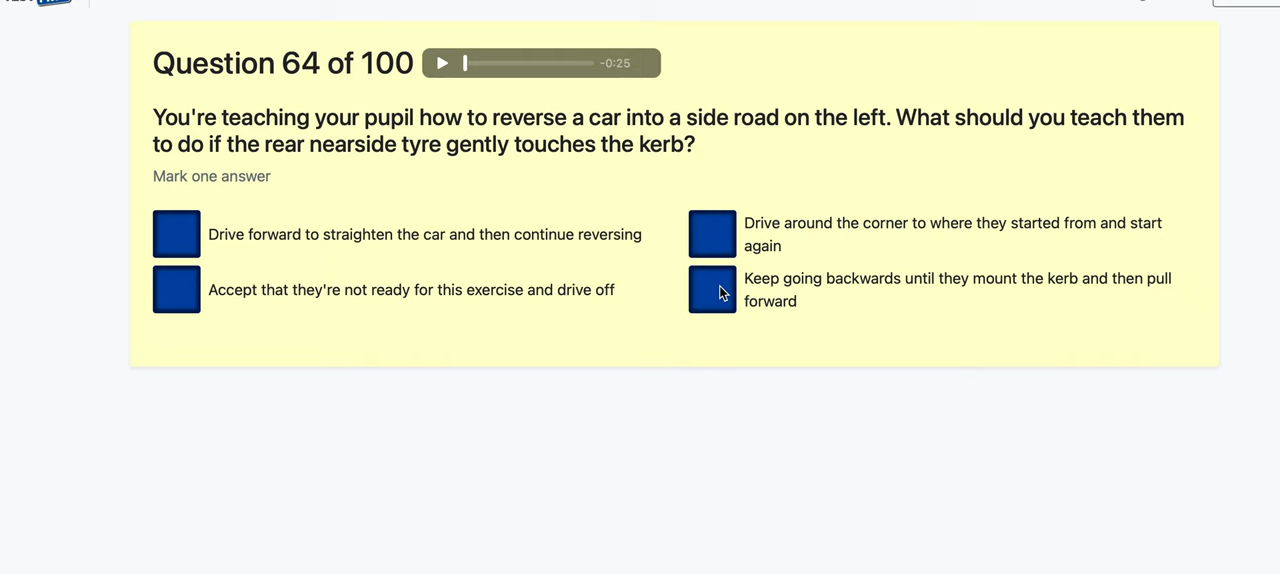 Question 64 of 100
-0:25
You're teaching your pupil how to reverse a car into a side road on the left. What should you teach them
to do if the rear nearside tyre gently touches the kerb?
Mark one answer
Drive forward to straighten the car and then continue reversing
Drive around the corner to where they started from and start
again
Accept that they're not ready for this exercise and drive off
Keep going backwards until they mount the kerb and then pull
forward